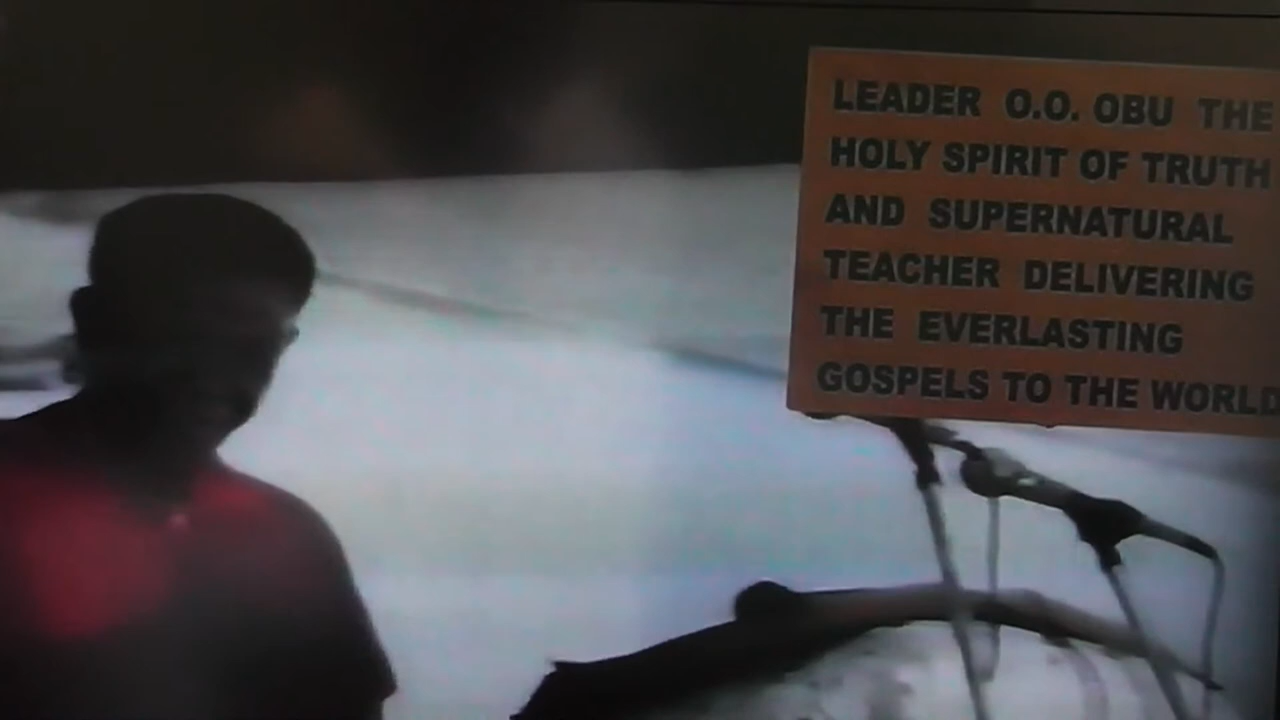 LEADER O.O. OBU THE
HOLY SPIRIT OF TRUTH
AND SUPERNATURAL
TEACHER DELIVERING
THE EVERLASTING
GOSPELS TO THE WORLD